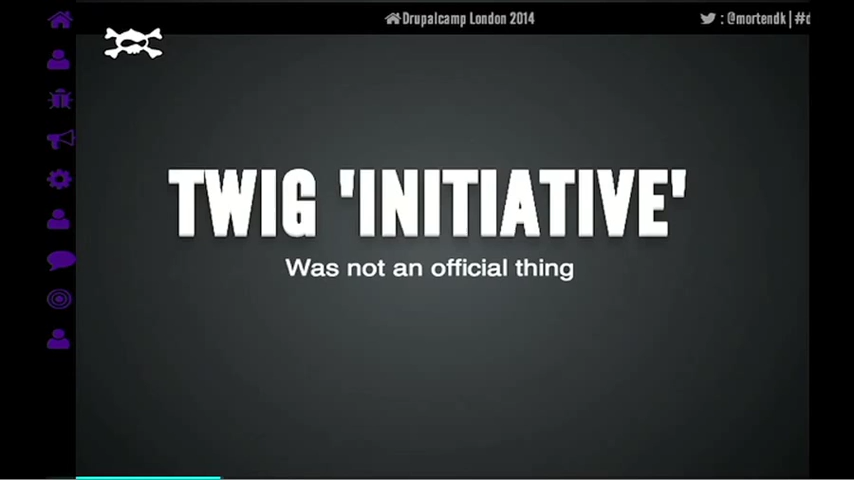 Drupalcamp London 2014
: @mortendk | #d
TWIG 'INITIATIVE'
Was not an official thing